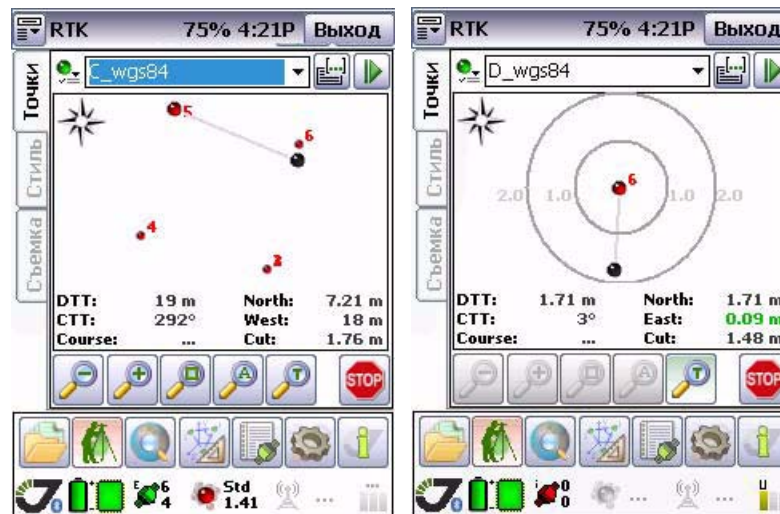 RTK 75% 4:21P Выход
Точки
Стиль
Съемка
C_wgs84
5
6
4
DTT: 19 m North: 7.21 m
CTT: 292° West: 18 m
Course: ... Cut: 1.76 m
A T STOP
E 6
4
Std
1.41
...
RTK 75% 4:21P Выход
Точки
Стиль
Съемка
D_wgs84
6
2.0 1.0 1.0 2.0
DTT: 1.71 m North: 1.71 m
CTT: 3° East: 0.09 m
Course: ... Cut: 1.48 m
A T STOP
i 0
0
...
...
U